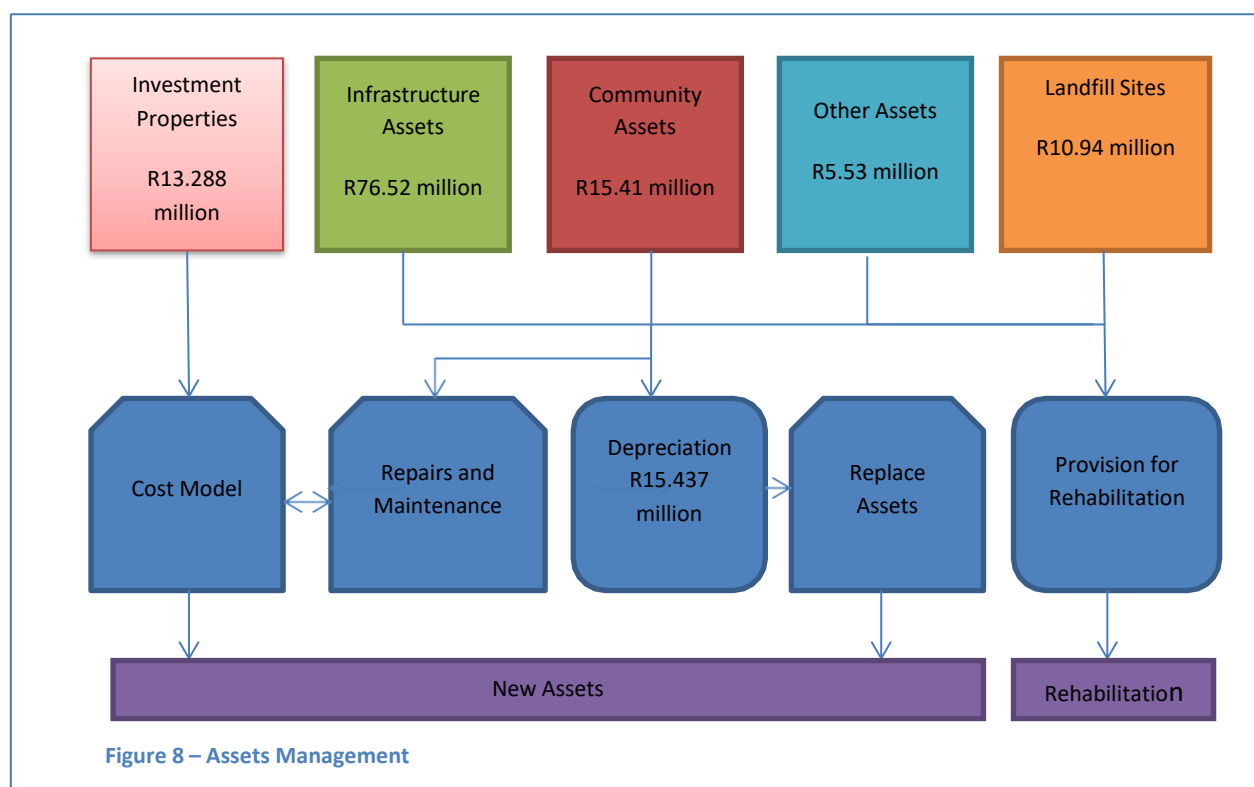 Investment
Properties
R13.288
million
Infrastructure
Assets
R76.52 million
Community
Assets
R15.41 million
Other Assets
R5.53 million
Landfill Sites
R10.94 million
Cost Model
Repairs and
Maintenance
Depreciation
R15.437
million
Replace
Assets
Provision for
Rehabilitation
New Assets
Rehabilitation
Figure 8 – Assets Management